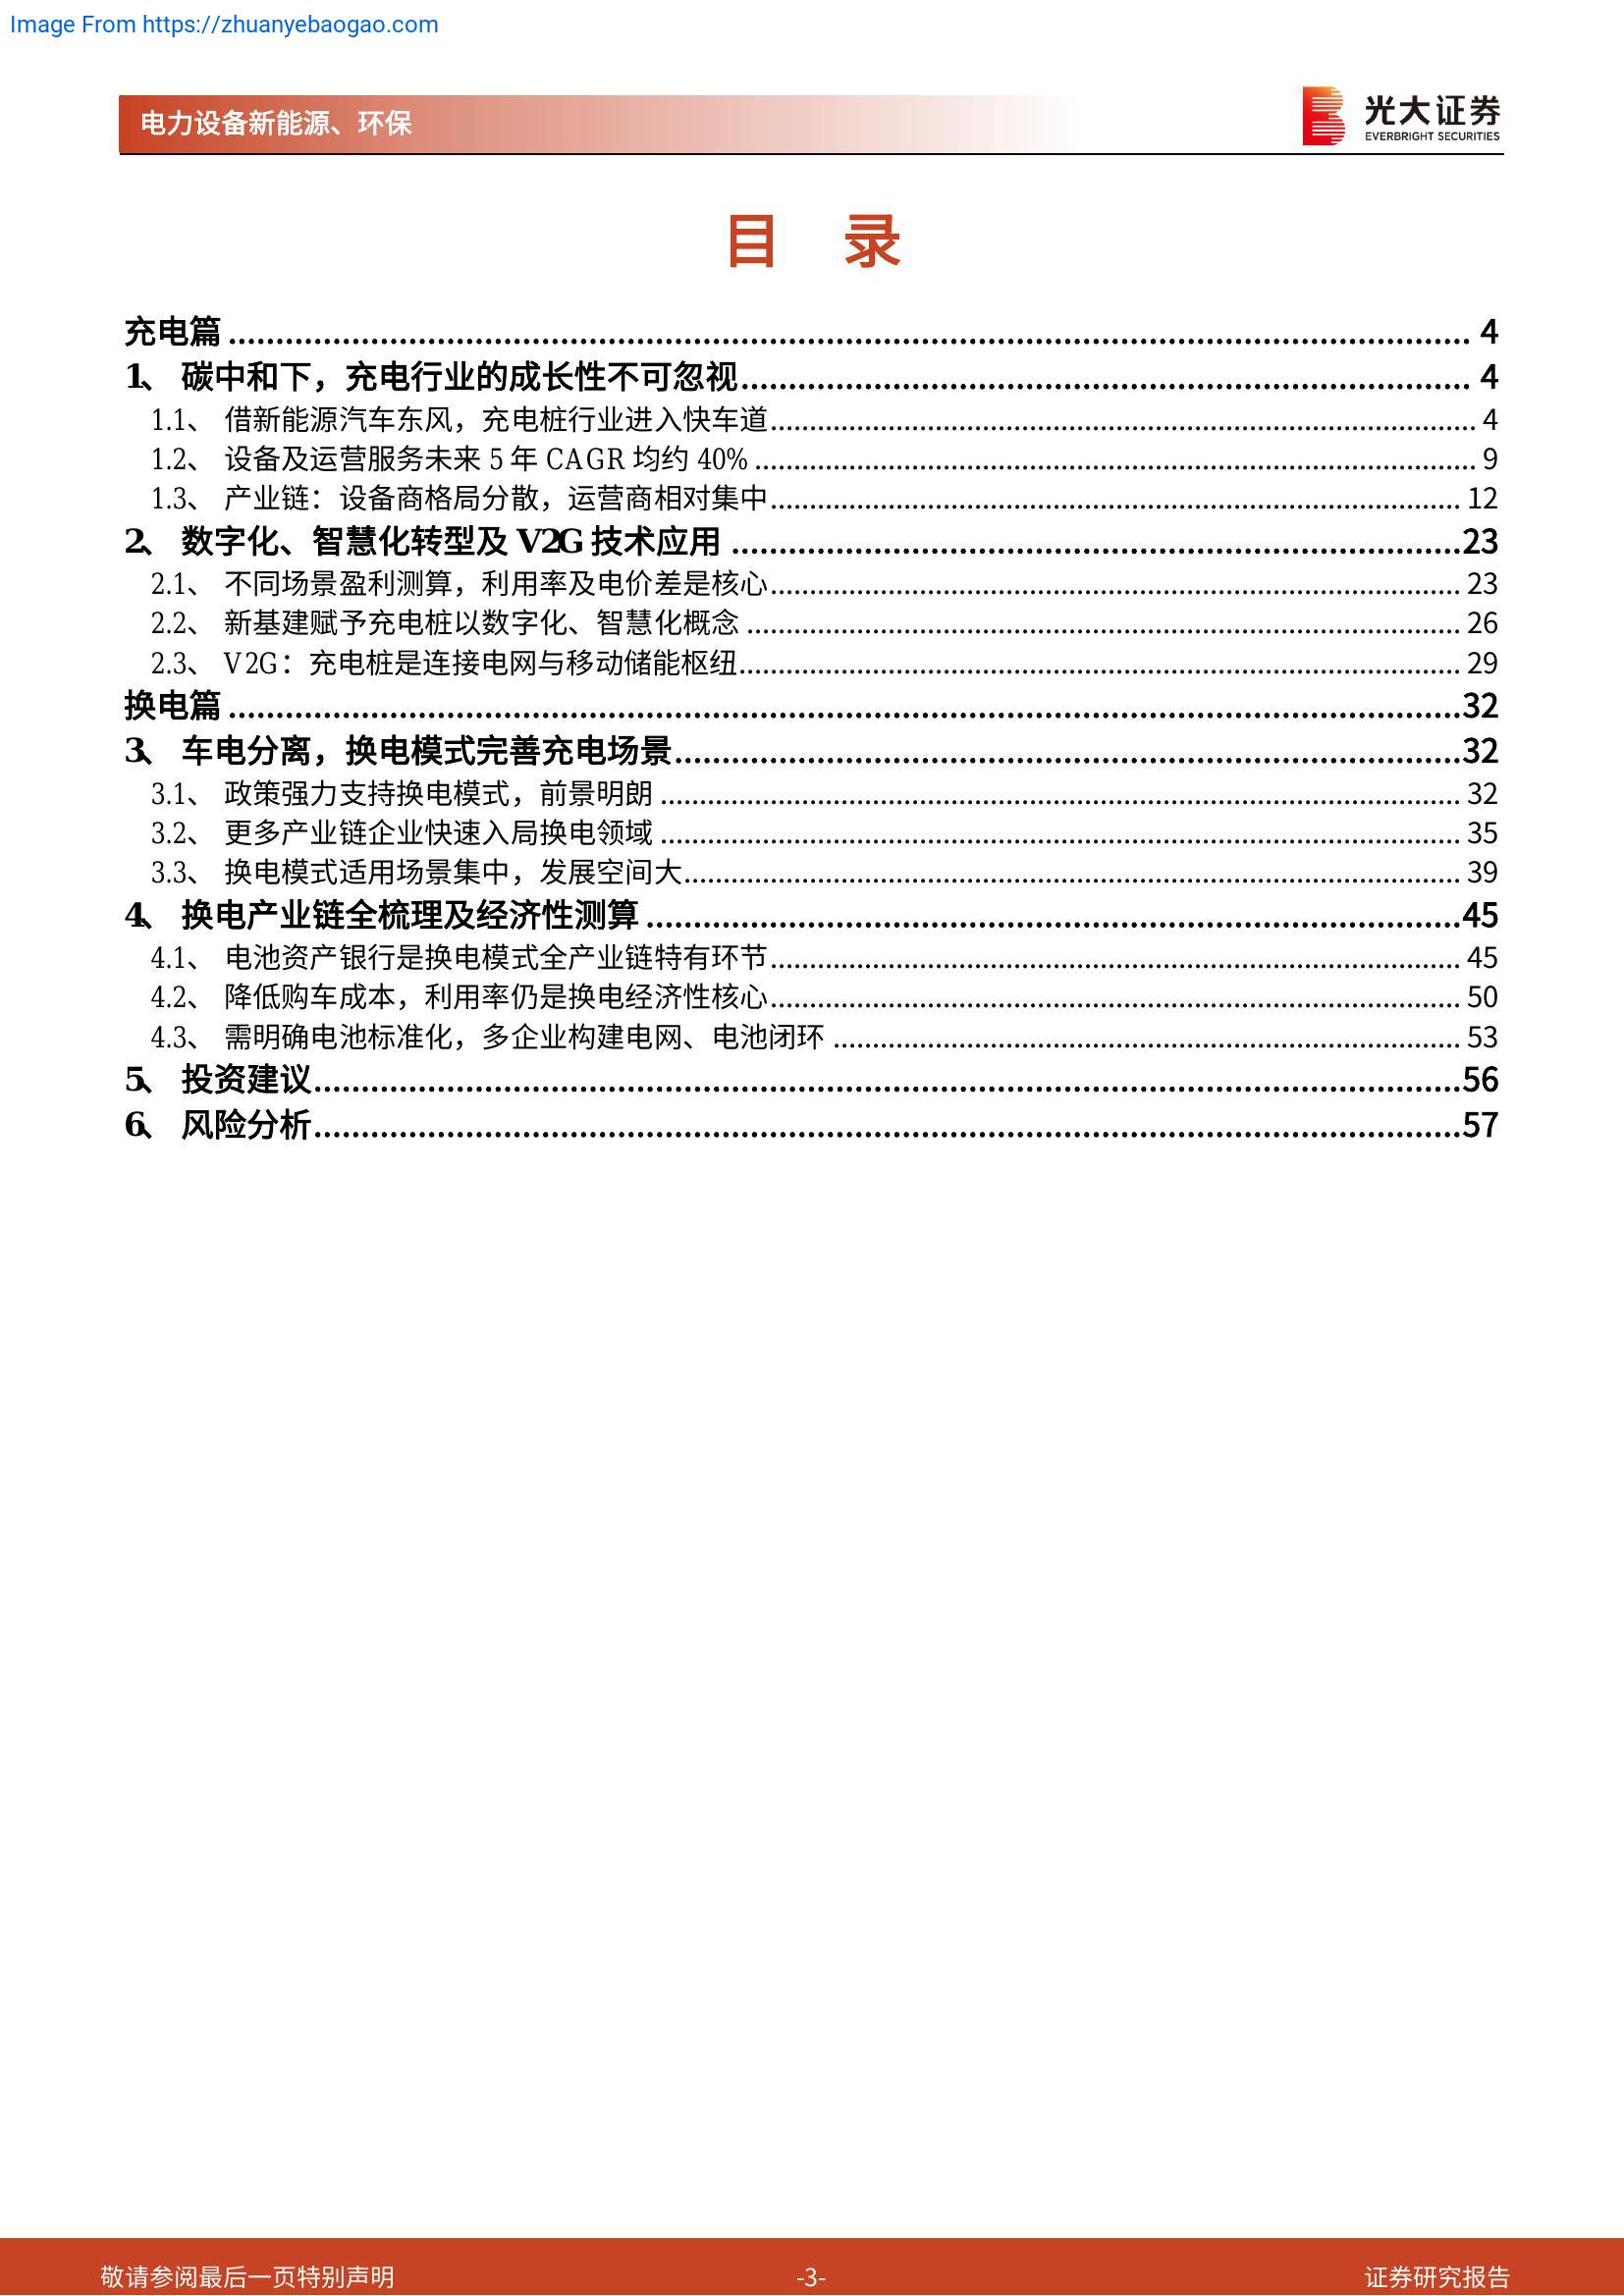 Image From https://zhuanyebaogao.com
电力设备新能源、环保
光大证券
EVERBRIGHT SECURITIES
目 录
充电篇 4
1、 碳中和下，充电行业的成长性不可忽视 4
1.1、 借新能源汽车东风，充电桩行业进入快车道 4
1.2、 设备及运营服务未来 5 年 CAGR 均约 40% 9
1.3、 产业链：设备商格局分散，运营商相对集中 12
2、 数字化、智慧化转型及 V2G 技术应用 23
2.1、 不同场景盈利测算，利用率及电价差是核心 23
2.2、 新基建赋予充电桩以数字化、智慧化概念 26
2.3、 V2G：充电桩是连接电网与移动储能枢纽 29
换电篇 32
3、 车电分离，换电模式完善充电场景 32
3.1、 政策强力支持换电模式，前景明朗 32
3.2、 更多产业链企业快速入局换电领域 35
3.3、 换电模式适用场景集中，发展空间大 39
4、 换电产业链全梳理及经济性测算 45
4.1、 电池资产银行是换电模式全产业链特有环节 45
4.2、 降低购车成本，利用率仍是换电经济性核心 50
4.3、 需明确电池标准化，多企业构建电网、电池闭环 53
5、 投资建议 56
6、 风险分析 57
敬请参阅最后一页特别声明
-3-
证券研究报告